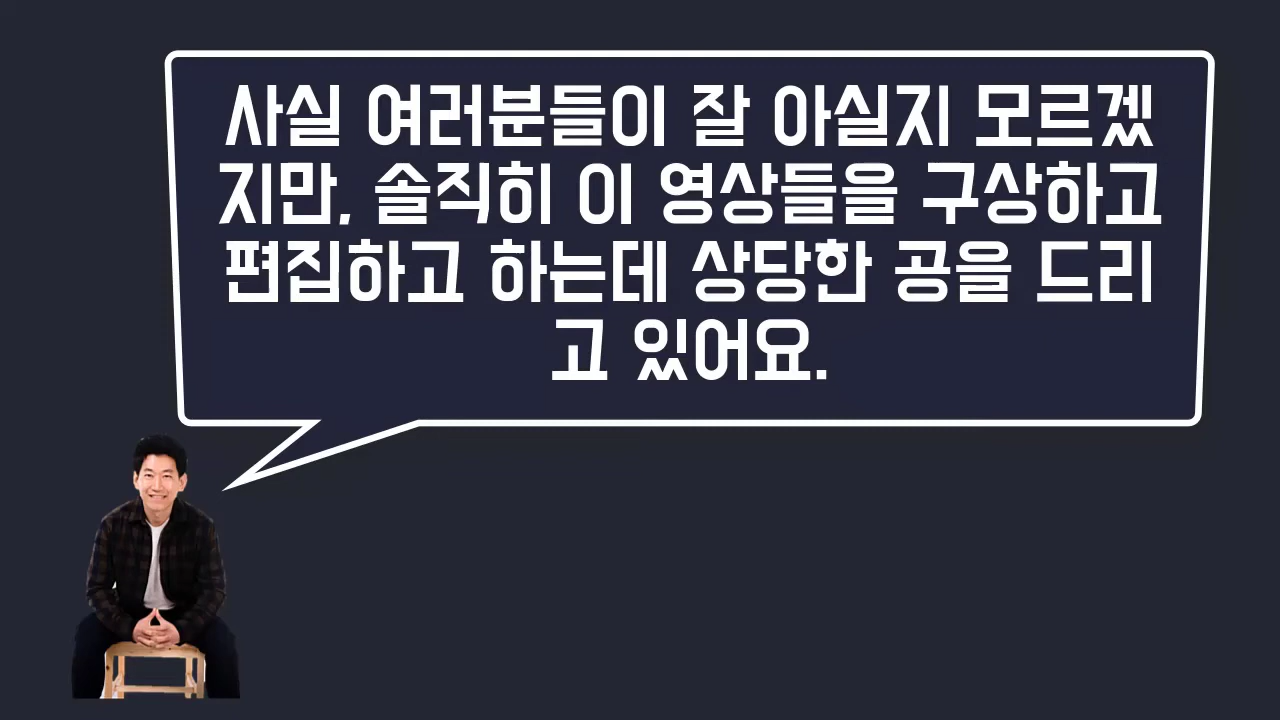 사실 여러분들이 잘 아실지 모르겠
지만, 솔직히 이 영상들을 구상하고
편집하고 하는데 상당한 공을 드리
고 있어요.